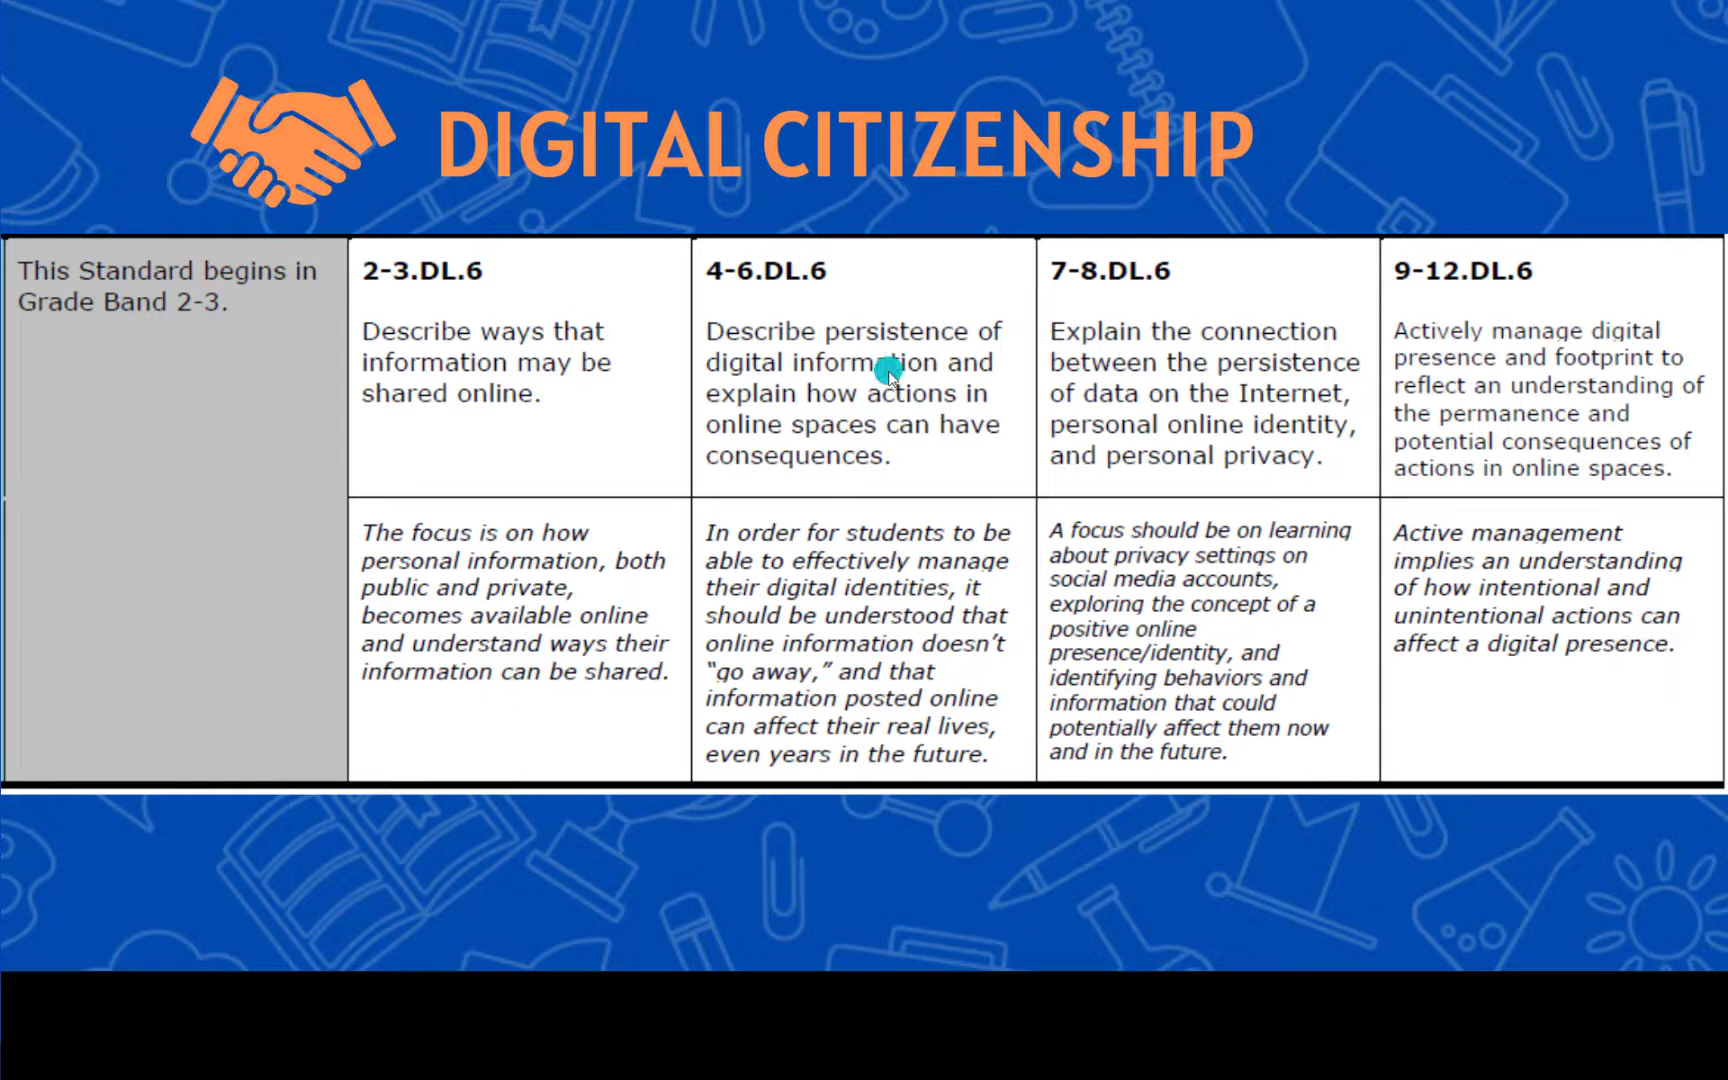 DIGITAL CITIZENSHIP
This Standard begins in
Grade Band 2-3.
2-3.DL.6
Describe ways that
information may be
shared online.
The focus is on how
personal information, both
public and private,
becomes available online
and understand ways their
information can be shared.
4-6.DL.6
Describe persistence of
digital information and
explain how actions in
online spaces can have
consequences.
In order for students to be
able to effectively manage
their digital identities, it
should be understood that
online information doesn’t
“go away,” and that
information posted online
can affect their real lives,
even years in the future.
7-8.DL.6
Explain the connection
between the persistence
of data on the Internet,
personal online identity,
and personal privacy.
A focus should be on learning
about privacy settings on
social media accounts,
exploring the concept of a
positive online
presence/identity, and
identifying behaviors and
information that could
potentially affect them now
and in the future.
9-12.DL.6
Actively manage digital
presence and footprint to
reflect an understanding of
the permanence and
potential consequences of
actions in online spaces.
Active management
implies an understanding
of how intentional and
unintentional actions can
affect a digital presence.